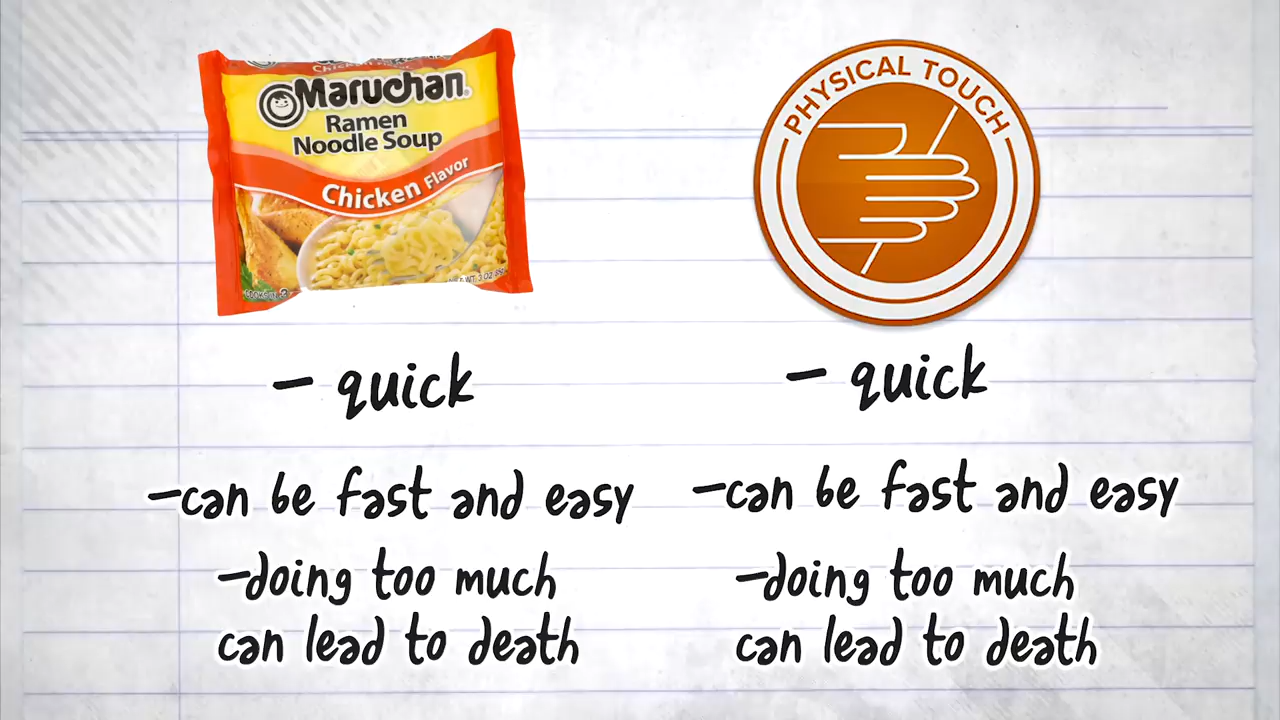 Maruchan®
Ramen
Noodle Soup
Chicken Flavor
PHYSICAL TOUCH
– quick
– quick
–can be fast and easy
–can be fast and easy
–doing too much
can lead to death
–doing too much
can lead to death